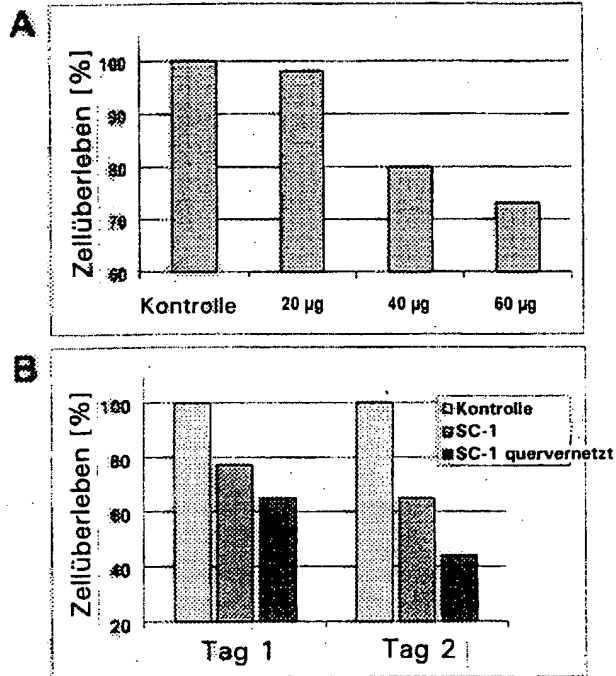 A
Zellüberleben [%]
100
90
80
70
60
Kontrolle 20 µg 40 µg 60 µg
B
Zellüberleben [%]
100
80
60
40
20
Kontrolle
SC-1
SC-1 quervernetzt
Tag 1 Tag 2